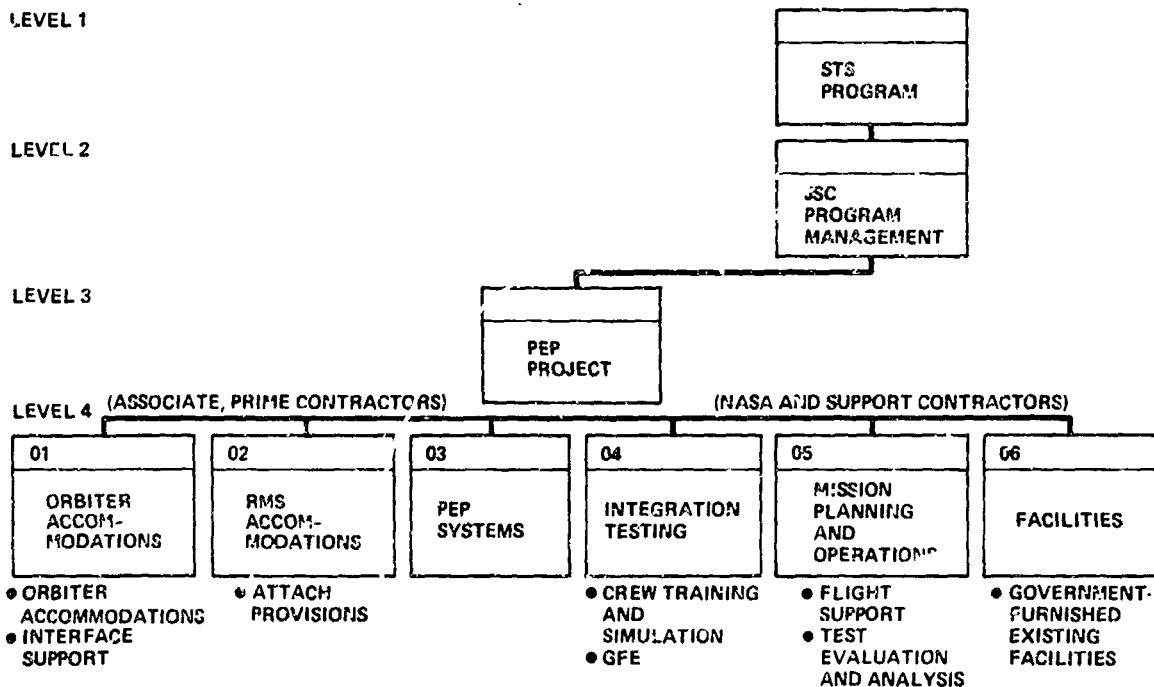 LEVEL 1
STS
PROGRAM
LEVEL 2
JSC
PROGRAM
MANAGEMENT
LEVEL 3
PEP
PROJECT
LEVEL 4
(ASSOCIATE, PRIME CONTRACTORS)
(NASA AND SUPPORT CONTRACTORS)
01
ORBITER
ACCOM-
MODATIONS
● ORBITER
ACCOMMODATIONS
● INTERFACE
SUPPORT
02
RMS
ACCOM-
MODATIONS
● ATTACH
PROVISIONS
03
PEP
SYSTEMS
04
INTEGRATION
TESTING
● CREW TRAINING
AND
SIMULATION
● GFE
05
MISSION
PLANNING
AND
OPERATIONS
● FLIGHT
SUPPORT
● TEST
EVALUATION
AND ANALYSIS
06
FACILITIES
● GOVERNMENT-
FURNISHED
EXISTING
FACILITIES